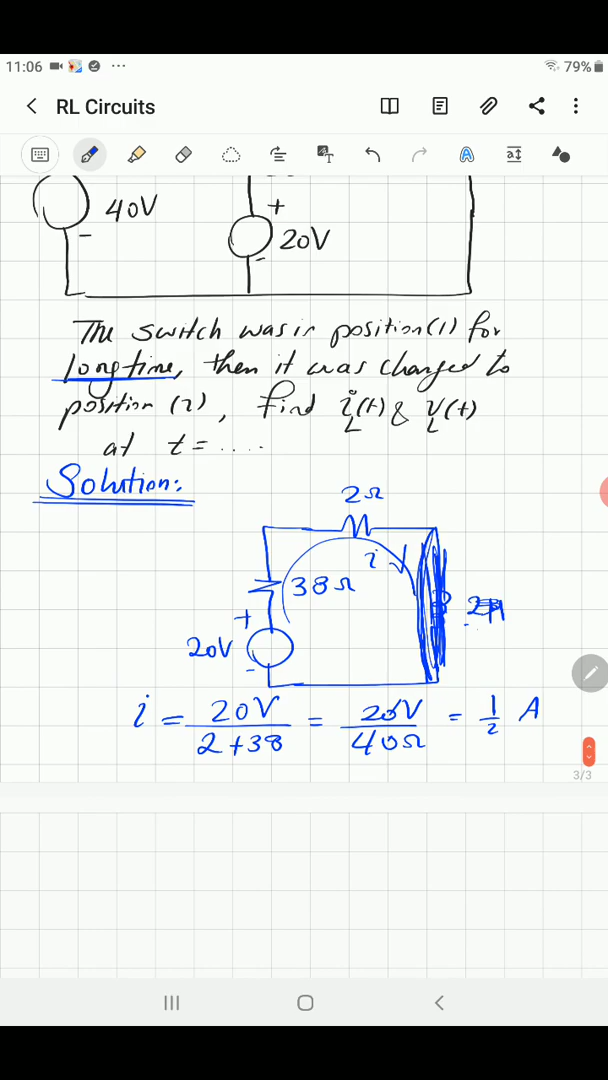 11:06 ... 79%
RL Circuits
40V
-
+
20V
-
The switch was in position(1) for
long time, then it was changed to
position (2), Find i_L(t) & V_L(t)
at t = ....
Solution:
2Ω
i
38Ω
+
20V
-
i = 20V / 2+38 = 20V / 40Ω = 1/2 A
3/3